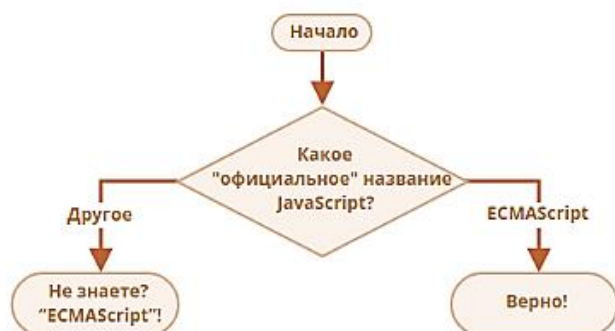 Начало
Какое
"официальное" название
JavaScript?
Другое
ECMAScript
Не знаете?
“ECMAScript”!
Верно!